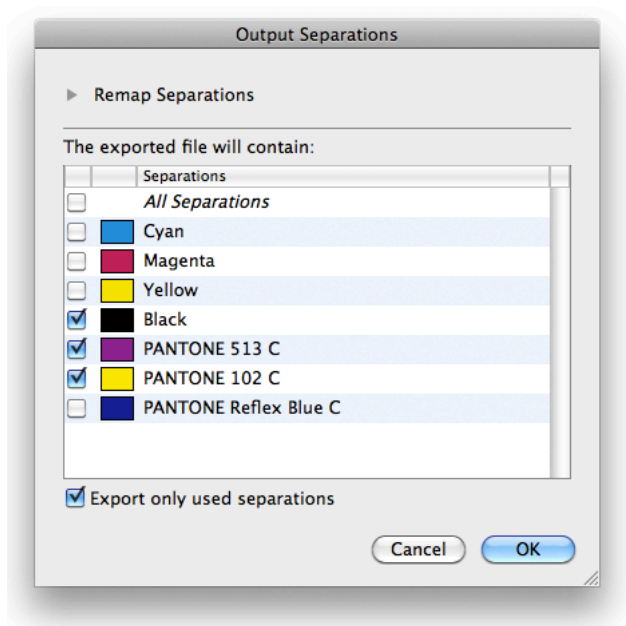 Output Separations
Remap Separations
The exported file will contain:
Separations
All Separations
Cyan
Magenta
Yellow
Black
PANTONE 513 C
PANTONE 102 C
PANTONE Reflex Blue C
Export only used separations
Cancel OK